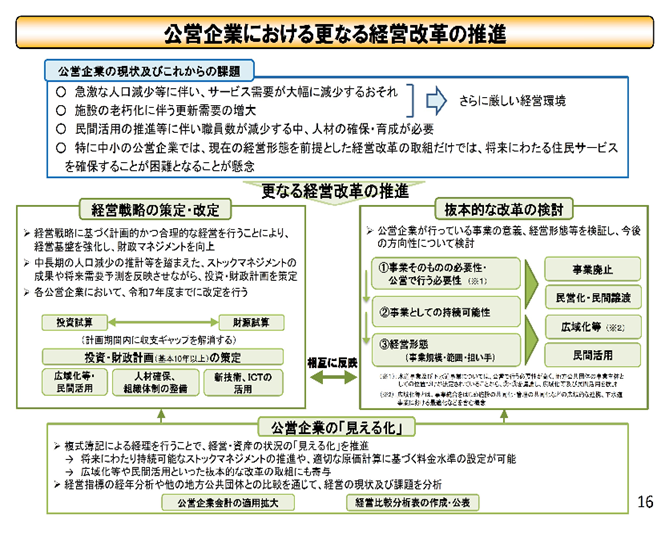 公営企業における更なる経営改革の推進
公営企業の現状及びこれからの課題
○ 急激な人口減少等に伴い、サービス需要が大幅に減少するおそれ
○ 施設の老朽化に伴う更新需要の増大
さらに厳しい経営環境
○ 民間活用の推進等に伴い職員数が減少する中、人材の確保・育成が必要
○ 特に中小の公営企業では、現在の経営形態を前提とした経営改革の取組だけでは、将来にわたる住民サービス
を確保することが困難となることが懸念
更なる経営改革の推進
経営戦略の策定・改定
➢ 経営戦略に基づく計画的かつ合理的な経営を行うことにより、
経営基盤を強化し、財政マネジメントを向上
➢ 中長期の人口減少の推計等を踏まえた、ストックマネジメントの
成果や将来需要予測を反映させながら、投資・財政計画を策定
➢ 各公営企業において、令和7年度までに改定を行う
投資試算
財源試算
(計画期間内に収支ギャップを解消する)
投資・財政計画(基本10年以上)の策定
広域化等・
民間活用
人材確保、
組織体制の整備
新技術、ICTの
活用
相互に反映
抜本的な改革の検討
➢ 公営企業が行っている事業の意義、経営形態等を検証し、今後
の方向性について検討
①事業そのものの必要性・
公営で行う必要性 (※1)
②事業としての持続可能性
③経営形態
(事業規模・範囲・担い手)
事業廃止
民営化・民間譲渡
広域化等 (※2)
民間活用
公営企業の「見える化」
➢ 複式簿記による経理を行うことで、経営・資産の状況の「見える化」を推進
→ 将来にわたり持続可能なストックマネジメントの推進や、適切な原価計算に基づく料金水準の設定が可能
→ 広域化等や民間活用といった抜本的な改革の取組にも寄与
➢ 経営指標の経年分析や他の地方公共団体との比較を通じて、経営の現状及び課題を分析
公営企業会計の適用拡大
経営比較分析表の作成・公表
16